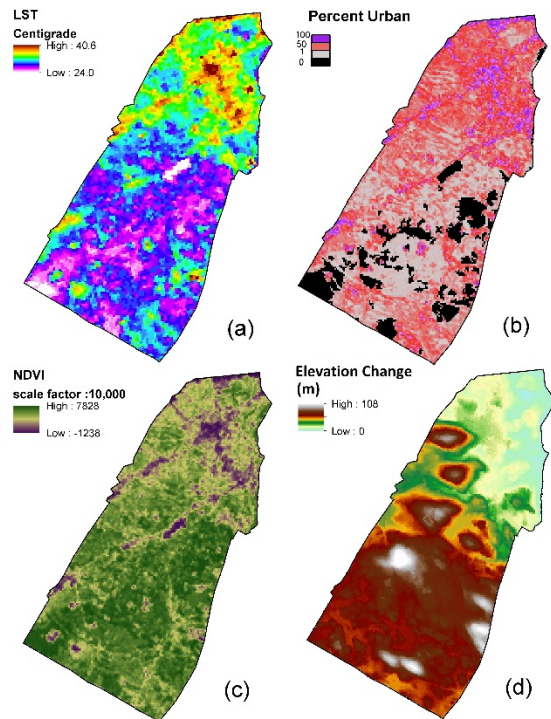 LST
Centigrade
High : 40.6
Low : 24.0
(a)
Percent Urban
100
50
1
0
(b)
NDVI
scale factor :10,000
High : 7828
Low : -1238
(c)
Elevation Change
(m)
High : 108
Low : 0
(d)